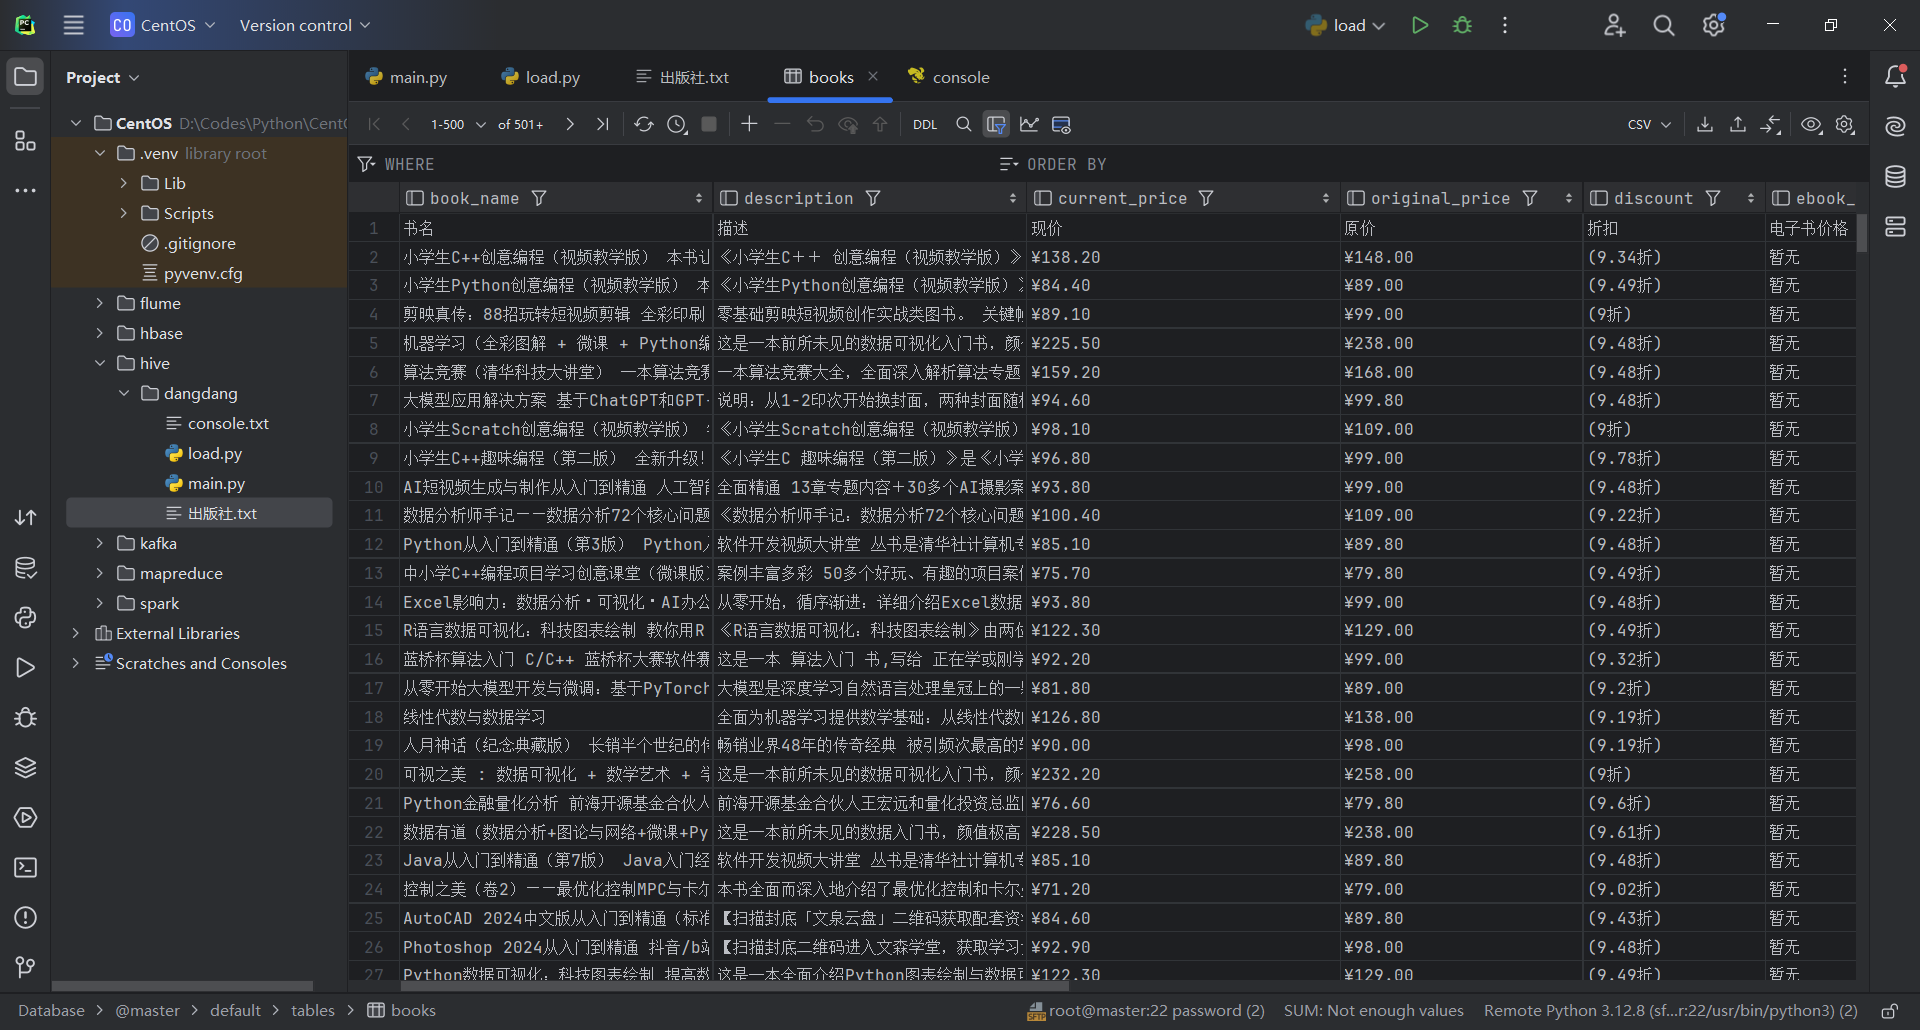 CO CentOS Version control load
Project main.py load.py 出版社.txt books console
1-500 of 501+ DDL CSV
WHERE ORDER BY
CentOS D:\Codes\Python\Cent
.venv library root
Lib
Scripts
.gitignore
pyvenv.cfg
flume
hbase
hive
dangdang
console.txt
load.py
main.py
出版社.txt
kafka
mapreduce
spark
External Libraries
Scratches and Consoles
book_name description current_price original_price discount ebook_
1 书名 描述 现价 原价 折扣 电子书价格
2 小学生C++创意编程（视频教学版） 本书让 《小学生C++ 创意编程（视频教学版）》 ¥138.20 ¥148.00 (9.34折) 暂无
3 小学生Python创意编程（视频教学版） 本 《小学生Python创意编程（视频教学版）》 ¥84.40 ¥89.00 (9.49折) 暂无
4 剪映真传：88招玩转短视频剪辑 全彩印刷 零基础剪映短视频创作实战类图书。 关键帧 ¥89.10 ¥99.00 (9折) 暂无
5 机器学习（全彩图解 + 微课 + Python编 这是一本前所未见的数据可视化入门书，颜 ¥225.50 ¥238.00 (9.48折) 暂无
6 算法竞赛（清华科技大讲堂） 一本算法竞赛 一本算法竞赛大全，全面深入解析算法专题 ¥159.20 ¥168.00 (9.48折) 暂无
7 大模型应用解决方案 基于ChatGPT和GPT- 说明：从1-2印次开始换封面，两种封面随机 ¥94.60 ¥99.80 (9.48折) 暂无
8 小学生Scratch创意编程（视频教学版） 《小学生Scratch创意编程（视频教学版） ¥98.10 ¥109.00 (9折) 暂无
9 小学生C++趣味编程（第二版） 全新升级！ 《小学生C 趣味编程（第二版）》是《小学 ¥96.80 ¥99.00 (9.78折) 暂无
10 AI短视频生成与制作从入门到精通 人工智能 全面精通 13章专题内容＋30多个AI摄影案 ¥93.80 ¥99.00 (9.48折) 暂无
11 数据分析师手记——数据分析72个核心问题 《数据分析师手记：数据分析72个核心问题 ¥100.40 ¥109.00 (9.22折) 暂无
12 Python从入门到精通（第3版） Python入 软件开发视频大讲堂 丛书是清华社计算机专 ¥85.10 ¥89.80 (9.48折) 暂无
13 中小学C++编程项目学习创意课堂（微课版） 案例丰富多彩 50多个好玩、有趣的项目案例 ¥75.70 ¥79.80 (9.49折) 暂无
14 Excel影响力：数据分析·可视化·AI办公 从零开始，循序渐进：详细介绍Excel数据 ¥93.80 ¥99.00 (9.48折) 暂无
15 R语言数据可视化：科技图表绘制 教你用R 《R语言数据可视化：科技图表绘制》由两位 ¥122.30 ¥129.00 (9.49折) 暂无
16 蓝桥杯算法入门 C/C++ 蓝桥杯大赛软件赛 这是一本 算法入门 书,写给 正在学或刚学 ¥92.20 ¥99.00 (9.32折) 暂无
17 从零开始大模型开发与微调：基于PyTorch 大模型是深度学习自然语言处理皇冠上的一 ¥81.80 ¥89.00 (9.2折) 暂无
18 线性代数与数据学习 全面为机器学习提供数学基础：从线性代数 ¥126.80 ¥138.00 (9.19折) 暂无
19 人月神话（纪念典藏版） 长销半个世纪的传 畅销业界48年的传奇经典 被引频次最高的 ¥90.00 ¥98.00 (9.19折) 暂无
20 可视之美 : 数据可视化 + 数学艺术 + 学 这是一本前所未见的数据可视化入门书，颜 ¥232.20 ¥258.00 (9折) 暂无
21 Python金融量化分析 前海开源基金合伙人 前海开源基金合伙人王宏远和量化投资总监 ¥76.60 ¥79.80 (9.6折) 暂无
22 数据有道（数据分析+图论与网络+微课+Py 这是一本前所未见的数据入门书，颜值极高 ¥228.50 ¥238.00 (9.61折) 暂无
23 Java从入门到精通（第7版） Java入门经 软件开发视频大讲堂 丛书是清华社计算机专 ¥85.10 ¥89.80 (9.48折) 暂无
24 控制之美（卷2）——最优化控制MPC与卡尔 本书全面而深入地介绍了最优化控制和卡尔 ¥71.20 ¥79.00 (9.02折) 暂无
25 AutoCAD 2024中文版从入门到精通（标准 【扫描封底「文泉云盘」二维码获取配套资 ¥84.60 ¥89.80 (9.43折) 暂无
26 Photoshop 2024从入门到精通 抖音/b站 【扫描封底二维码进入文森学堂，获取学习 ¥92.90 ¥98.00 (9.48折) 暂无
27 Python数据可视化：科技图表绘制 提高数 这是一本全面介绍Python图表绘制与数据可 ¥122.30 ¥129.00 (9.49折) 暂无
Database @master default tables books SFTP root@master:22 password (2) SUM: Not enough values Remote Python 3.12.8 (sf...r:22/usr/bin/python3) (2)